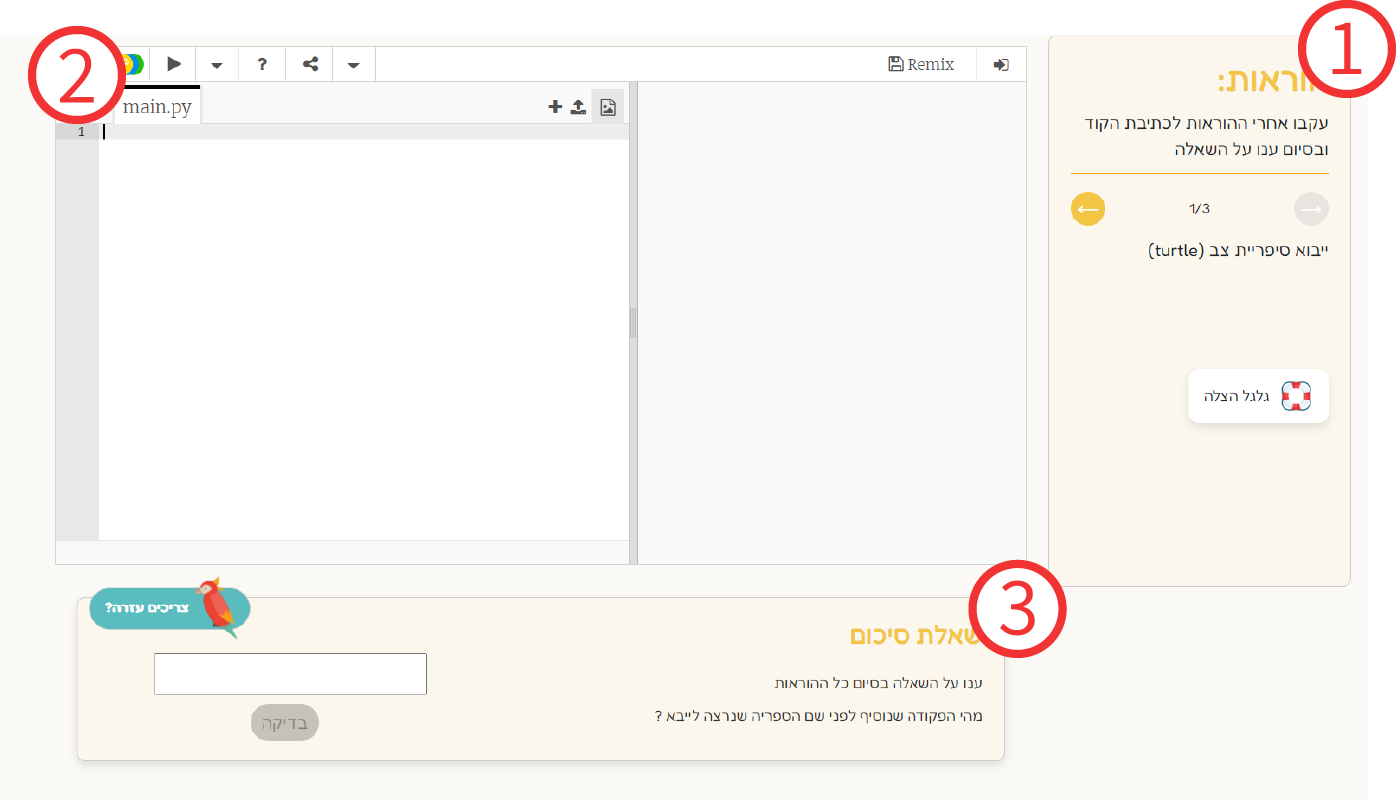 1
הוראות:
עקבו אחרי ההוראות לכתיבת הקוד
ובסיום ענו על השאלה
1/3
ייבוא סיפריית צב (turtle)
גלגל הצלה
2
?
Remix
main.py
1
3
שאלת סיכום
צריכים עזרה?
ענו על השאלה בסיום כל ההוראות
מהי הפקודה שנוסיף לפני שם הספריה שנרצה לייבא ?
בדיקה